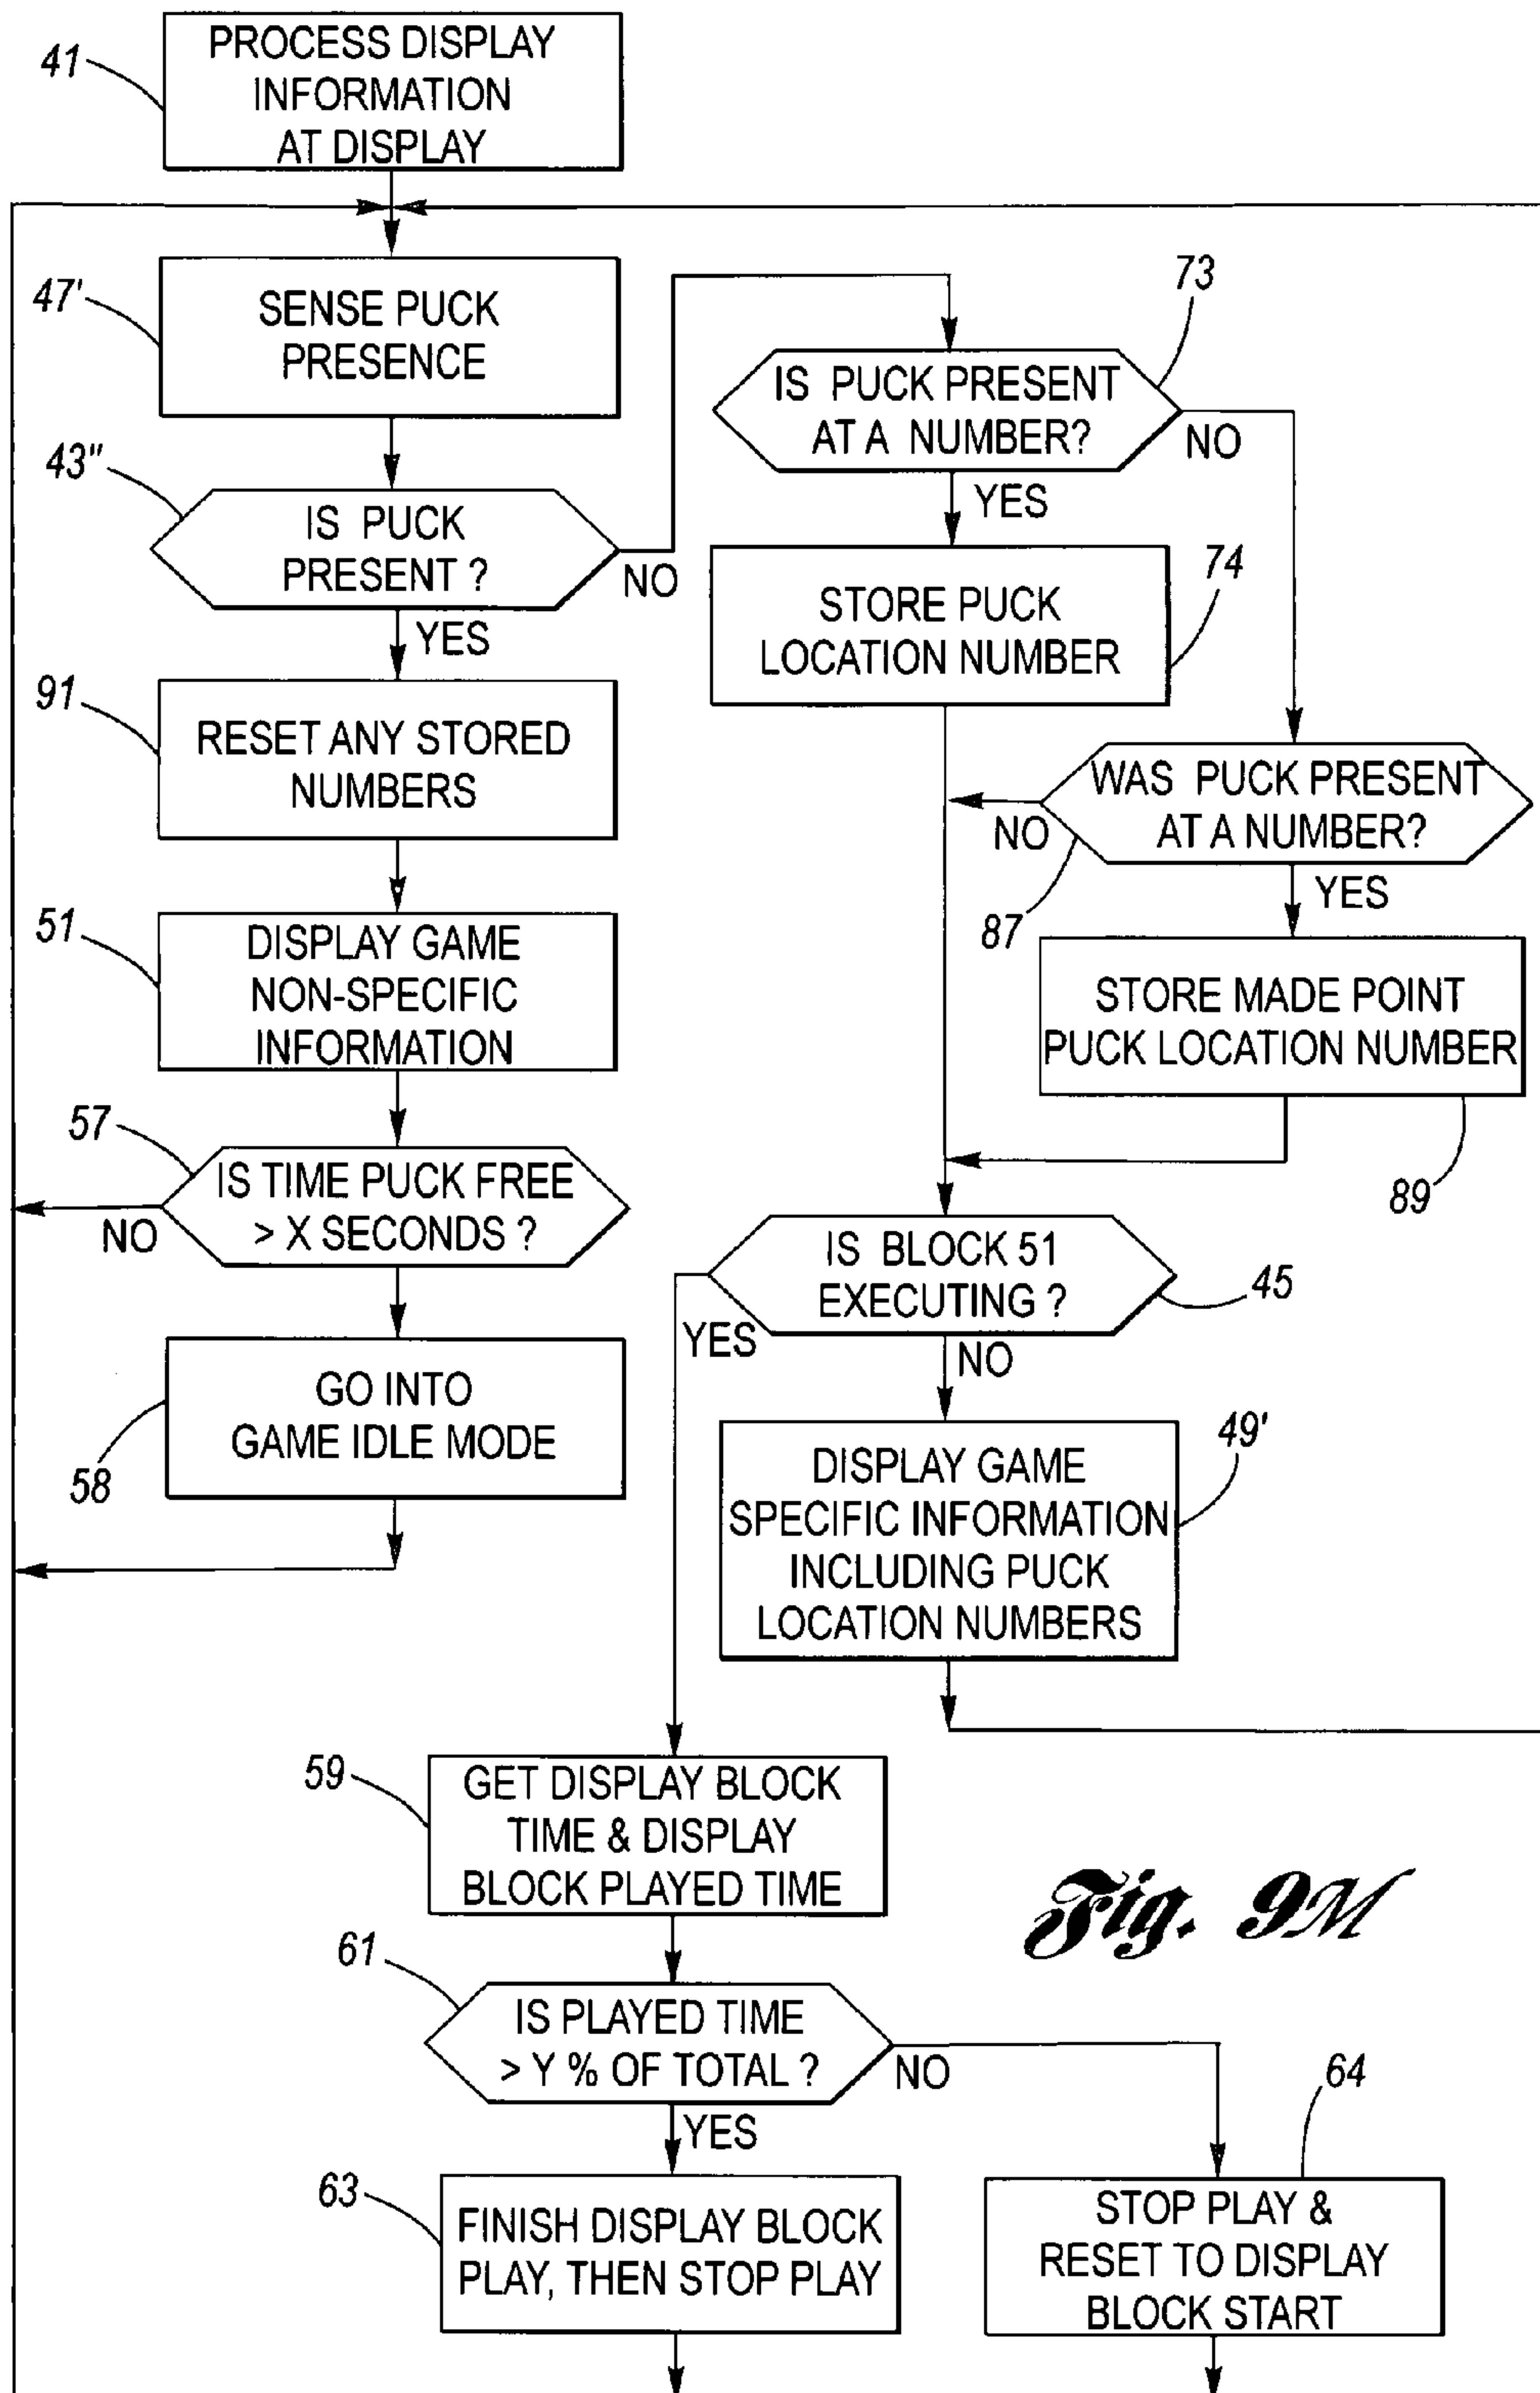 41
PROCESS DISPLAY
INFORMATION
AT DISPLAY
47'
SENSE PUCK
PRESENCE
43"
IS PUCK
PRESENT ?
NO
YES
91
RESET ANY STORED
NUMBERS
51
DISPLAY GAME
NON-SPECIFIC
INFORMATION
57
IS TIME PUCK FREE
> X SECONDS ?
NO
GO INTO
GAME IDLE MODE
58
73
IS PUCK PRESENT
AT A NUMBER?
NO
YES
74
STORE PUCK
LOCATION NUMBER
WAS PUCK PRESENT
AT A NUMBER?
NO
YES
87
STORE MADE POINT
PUCK LOCATION NUMBER
89
IS BLOCK 51
EXECUTING ?
45
YES
NO
49'
DISPLAY GAME
SPECIFIC INFORMATION
INCLUDING PUCK
LOCATION NUMBERS
59
GET DISPLAY BLOCK
TIME & DISPLAY
BLOCK PLAYED TIME
Fig. 9M
61
IS PLAYED TIME
> Y % OF TOTAL ?
NO
YES
63
FINISH DISPLAY BLOCK
PLAY, THEN STOP PLAY
64
STOP PLAY &
RESET TO DISPLAY
BLOCK START